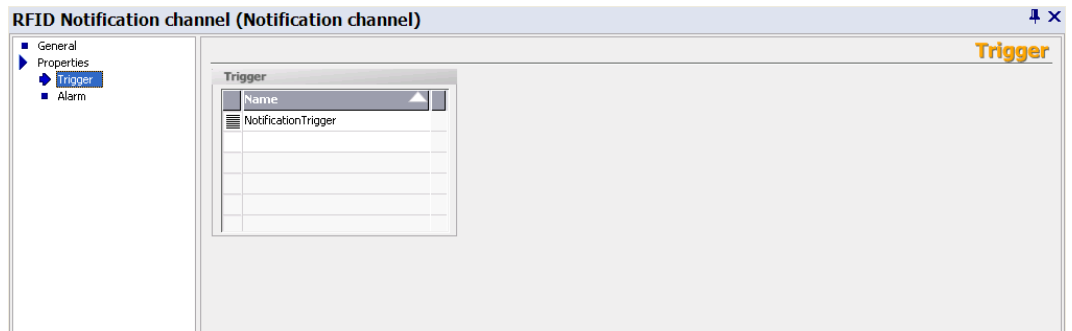 RFID Notification channel (Notification channel)
General
Properties
Trigger
Alarm
Trigger
Trigger
Name
NotificationTrigger